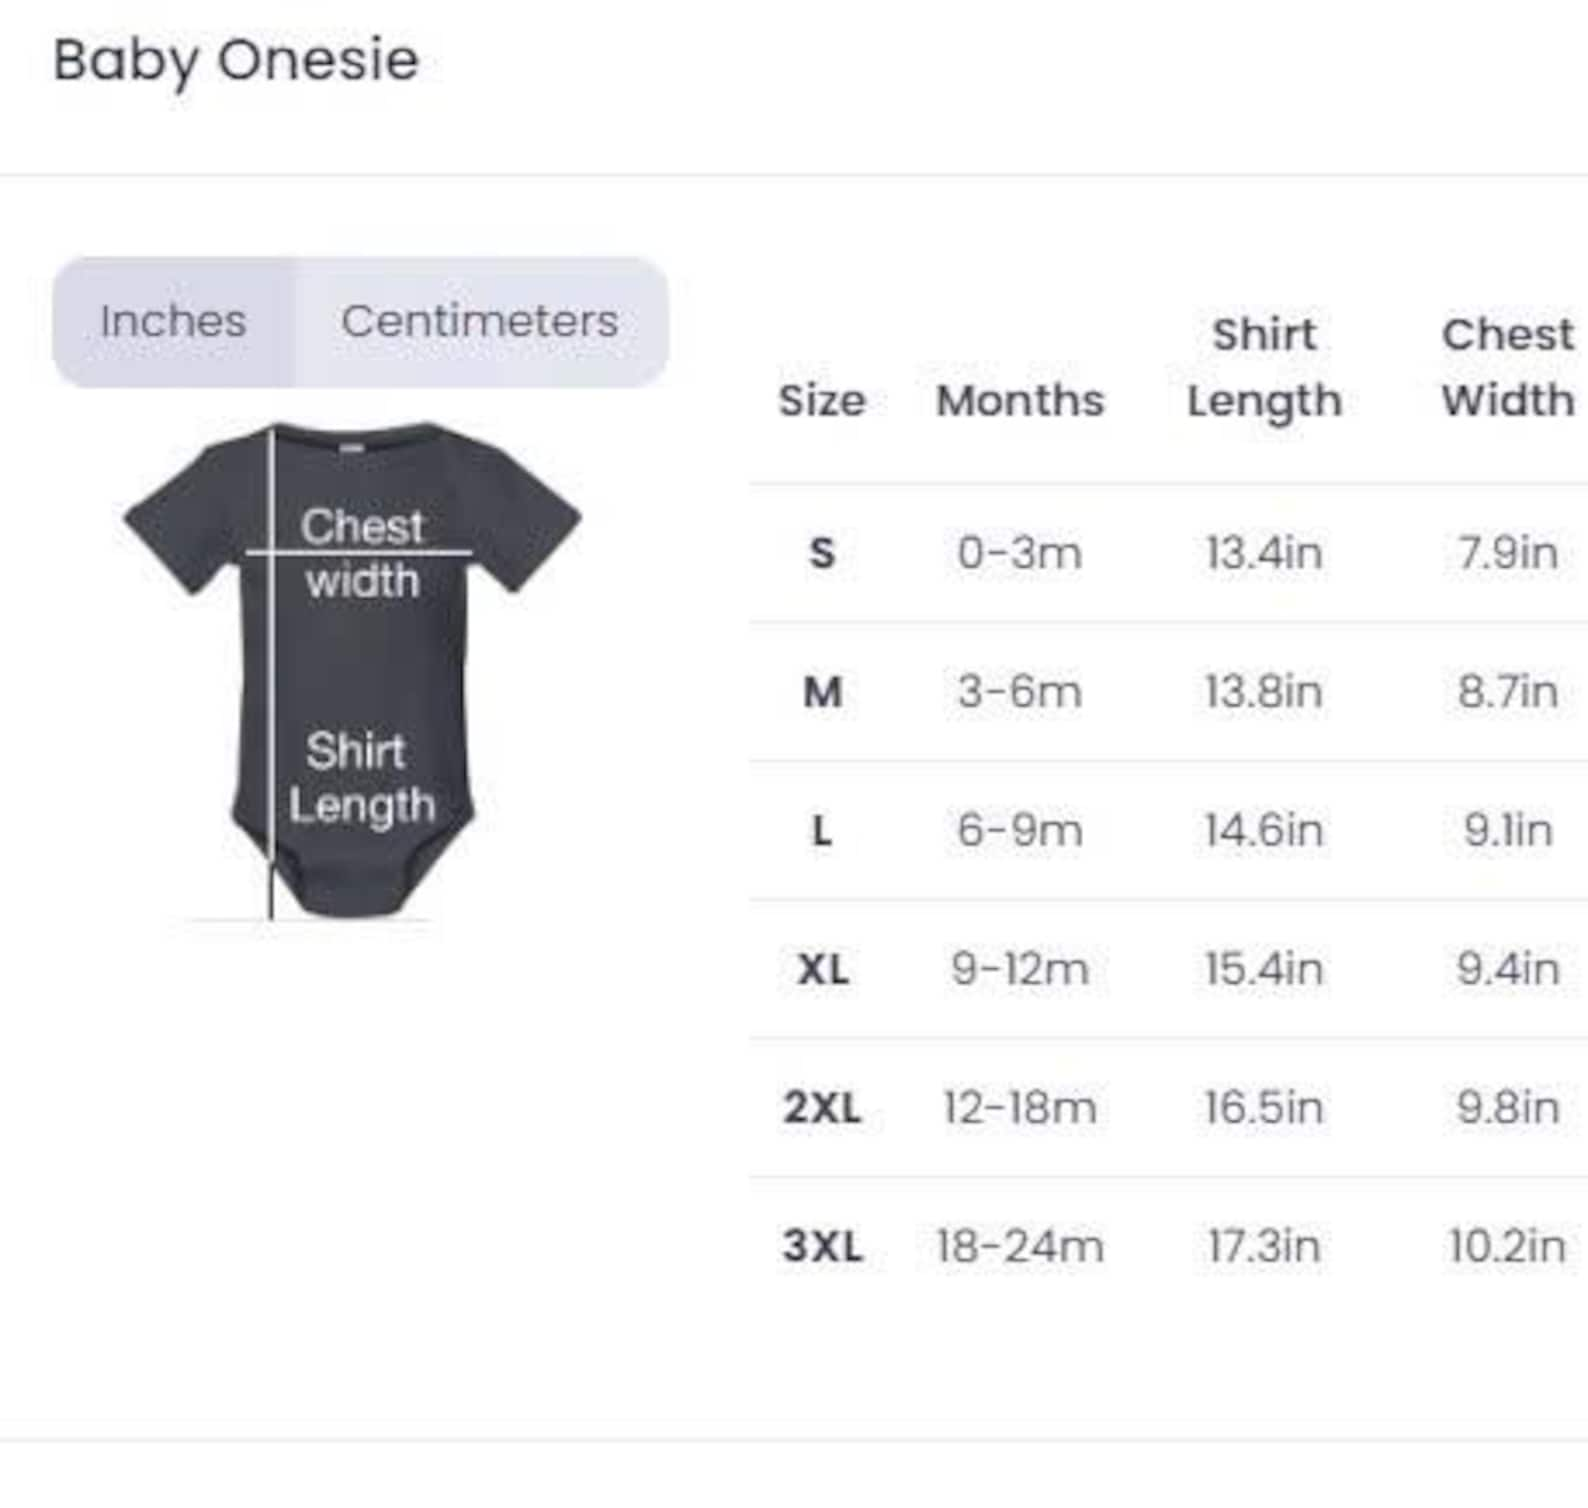 Baby Onesie
Inches Centimeters
Chest
width
Shirt
Length
Shirt Chest
Size Months Length Width
S 0-3m 13.4in 7.9in
M 3-6m 13.8in 8.7in
L 6-9m 14.6in 9.1in
XL 9-12m 15.4in 9.4in
2XL 12-18m 16.5in 9.8in
3XL 18-24m 17.3in 10.2in